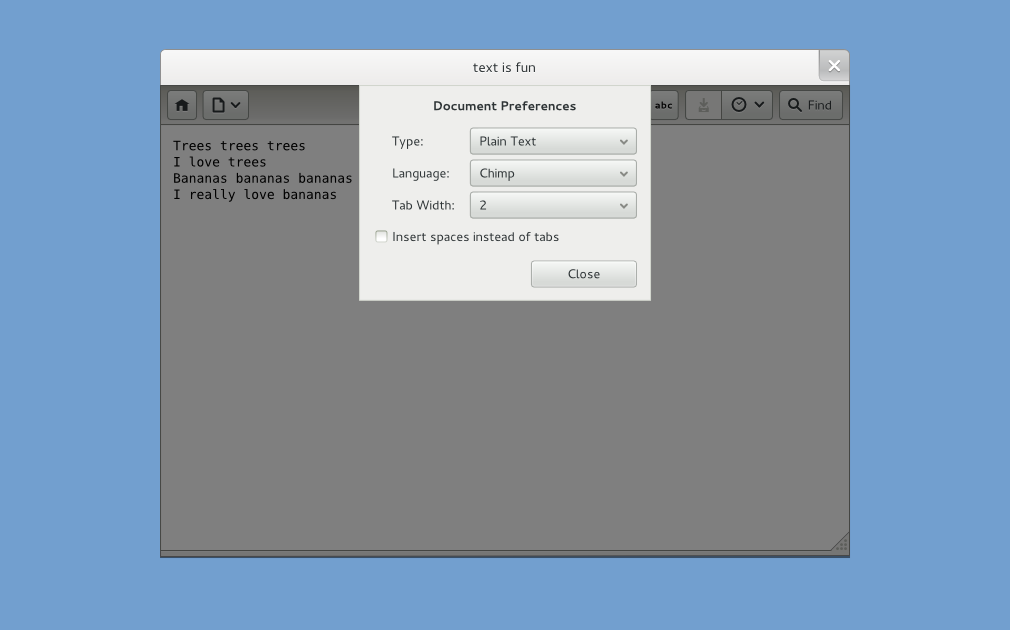 text is fun
abc
Find
Document Preferences
Type: Plain Text
Language: Chimp
Tab Width: 2
Insert spaces instead of tabs
Close
Trees trees trees
I love trees
Bananas bananas bananas
I really love bananas